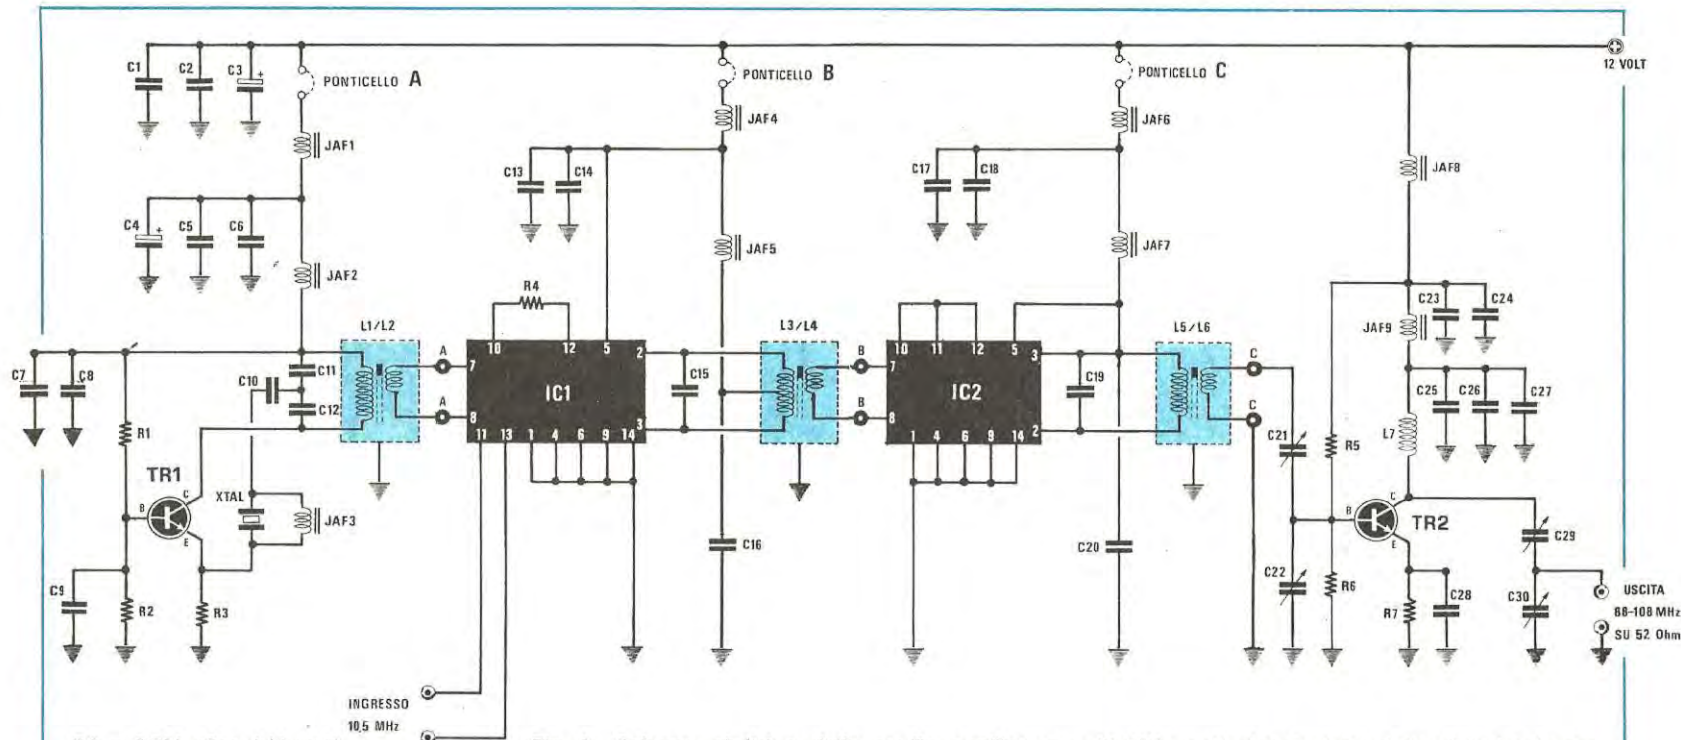 12 VOLT
C1
C2
C3
+
PONTICELLO A
PONTICELLO B
PONTICELLO C
JAF1
JAF4
JAF6
JAF8
C13
C14
C17
C18
C4
+
C5
C6
JAF2
JAF5
JAF7
R4
L1/L2
L3/L4
L5/L6
C23
C24
JAF9
C7
C8
C10
C11
C12
A
A
10
12
5
2
7
IC1
8
3
11
13
1
4
6
9
14
C15
B
B
10
11
12
5
3
7
IC2
8
2
1
4
6
9
14
C19
C
C
C25
C26
C27
L7
R1
C21
R5
TR1
B
C
E
XTAL
JAF3
TR2
B
C
E
C29
C9
R2
R3
C16
C20
C22
R6
R7
C28
C30
USCITA
88-108 MHz
SU 52 Ohm
INGRESSO
10,5 MHz